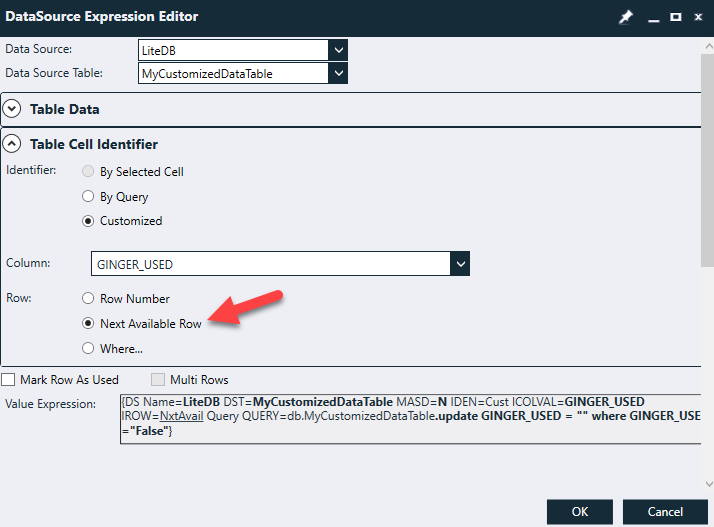 DataSource Expression Editor
Data Source: LiteDB
Data Source Table: MyCustomizedDataTable
Table Data
Table Cell Identifier
Identifier: By Selected Cell
By Query
Customized
Column: GINGER_USED
Row: Row Number
Next Available Row
Where...
Mark Row As Used Multi Rows
Value Expression: {DS Name=LiteDB DST=MyCustomizedDataTable MASD=N IDEN=Cust ICOLVAL=GINGER_USED
IROW=NxtAvail Query QUERY=db.MyCustomizedDataTable.update GINGER_USED = "" where GINGER_USE
="False"}
OK Cancel